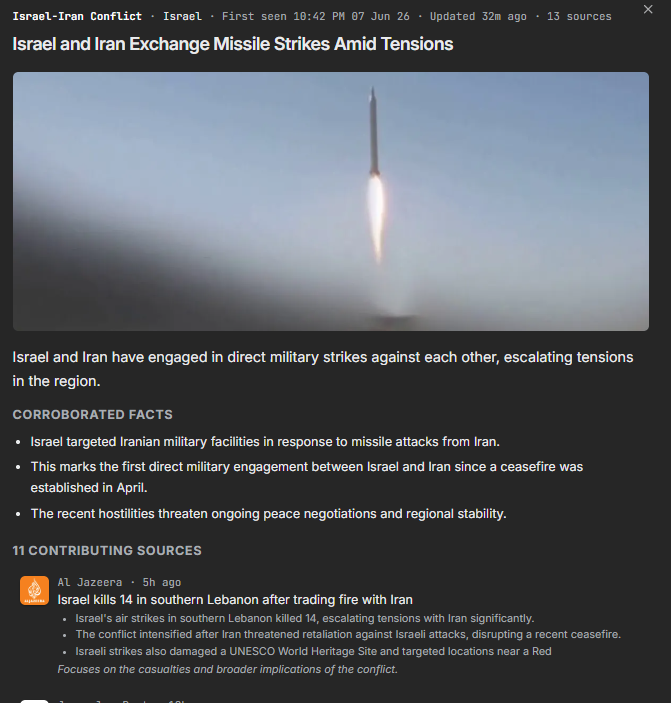 Israel-Iran Conflict · Israel · First seen 10:42 PM 07 Jun 26 · Updated 32m ago · 13 sources
Israel and Iran Exchange Missile Strikes Amid Tensions
Israel and Iran have engaged in direct military strikes against each other, escalating tensions
in the region.
CORROBORATED FACTS
• Israel targeted Iranian military facilities in response to missile attacks from Iran.
• This marks the first direct military engagement between Israel and Iran since a ceasefire was
established in April.
• The recent hostilities threaten ongoing peace negotiations and regional stability.
11 CONTRIBUTING SOURCES
Al Jazeera · 5h ago
Israel kills 14 in southern Lebanon after trading fire with Iran
• Israel's air strikes in southern Lebanon killed 14, escalating tensions with Iran significantly.
• The conflict intensified after Iran threatened retaliation against Israeli attacks, disrupting a recent ceasefire.
• Israeli strikes also damaged a UNESCO World Heritage Site and targeted locations near a Red
Focuses on the casualties and broader implications of the conflict.